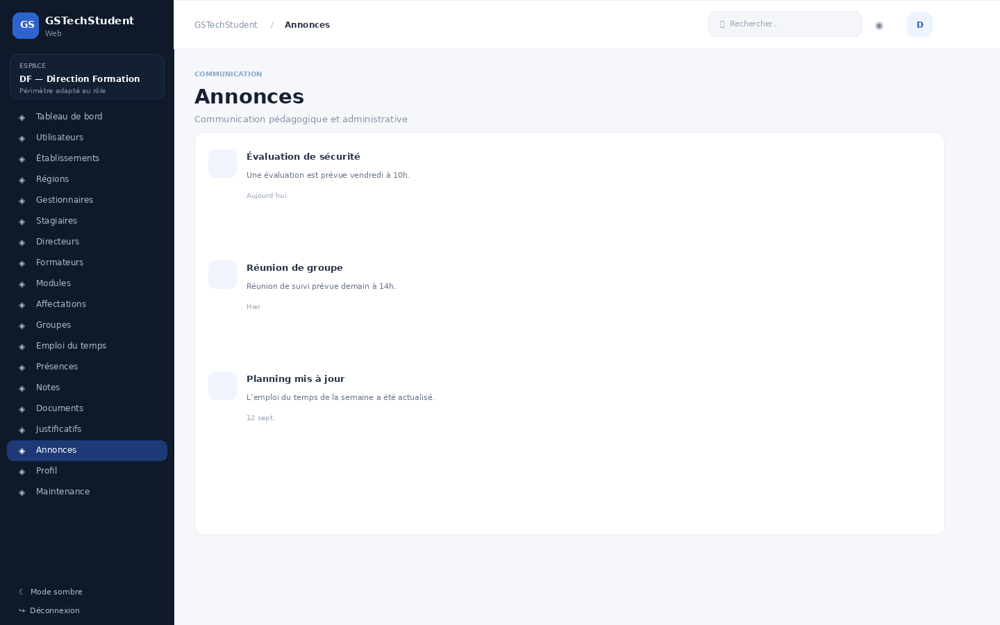 GS
GSTechStudent
Web
ESPACE
DF — Direction Formation
Périmètre adapté au rôle
Tableau de bord
Utilisateurs
Établissements
Régions
Gestionnaires
Stagiaires
Directeurs
Formateurs
Modules
Affectations
Groupes
Emploi du temps
Présences
Notes
Documents
Justificatifs
Annonces
Profil
Maintenance
Mode sombre
Déconnexion
GSTechStudent / Annonces
Rechercher...
D
COMMUNICATION
Annonces
Communication pédagogique et administrative
Évaluation de sécurité
Une évaluation est prévue vendredi à 10h.
Aujourd’hui
Réunion de groupe
Réunion de suivi prévue demain à 14h.
Hier
Planning mis à jour
L’emploi du temps de la semaine a été actualisé.
12 sept.